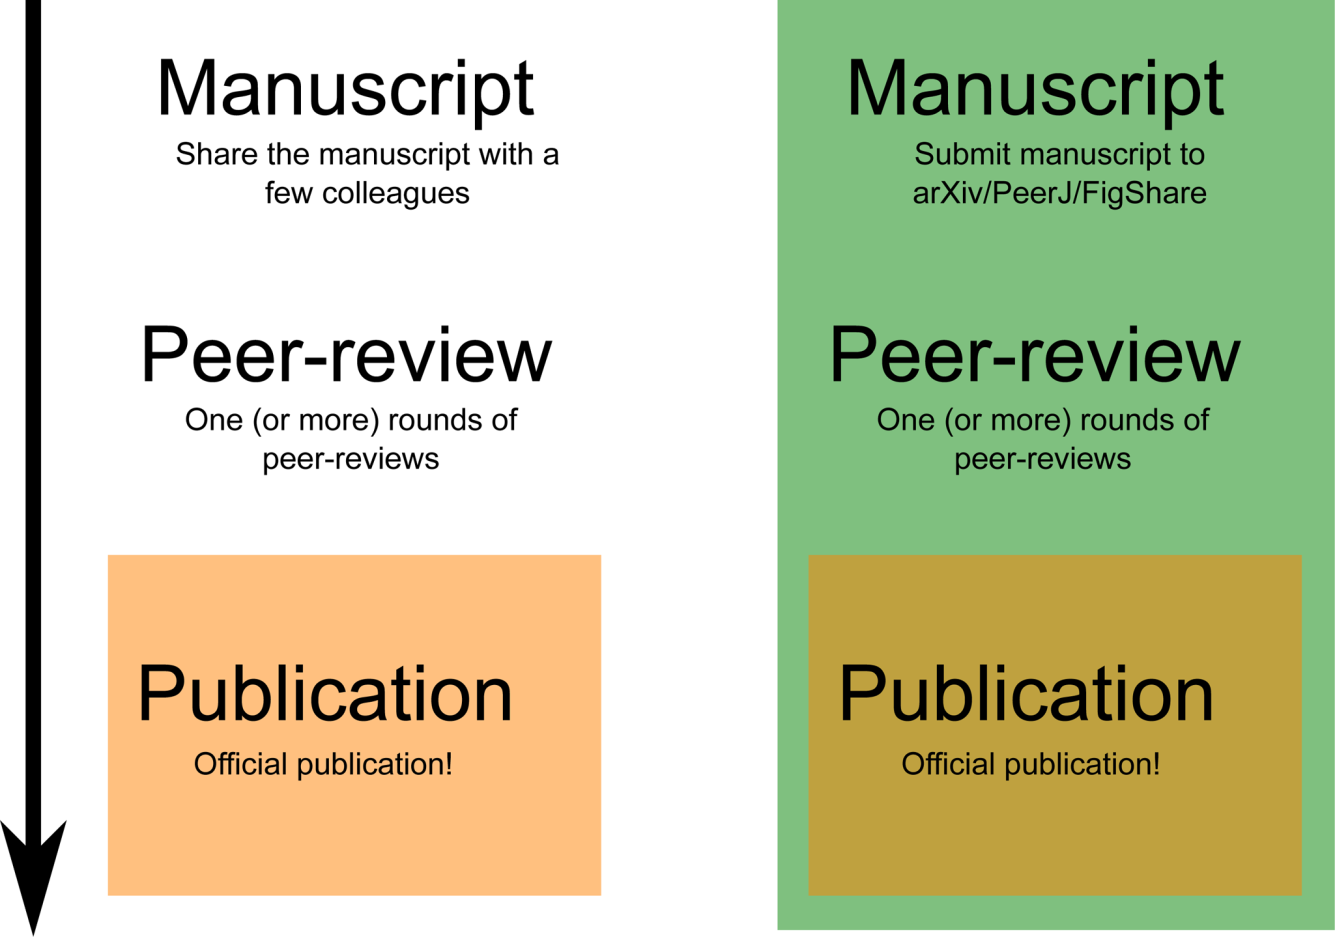 Manuscript
Share the manuscript with a
few colleagues
Peer-review
One (or more) rounds of
peer-reviews
Publication
Official publication!
Manuscript
Submit manuscript to
arXiv/PeerJ/FigShare
Peer-review
One (or more) rounds of
peer-reviews
Publication
Official publication!